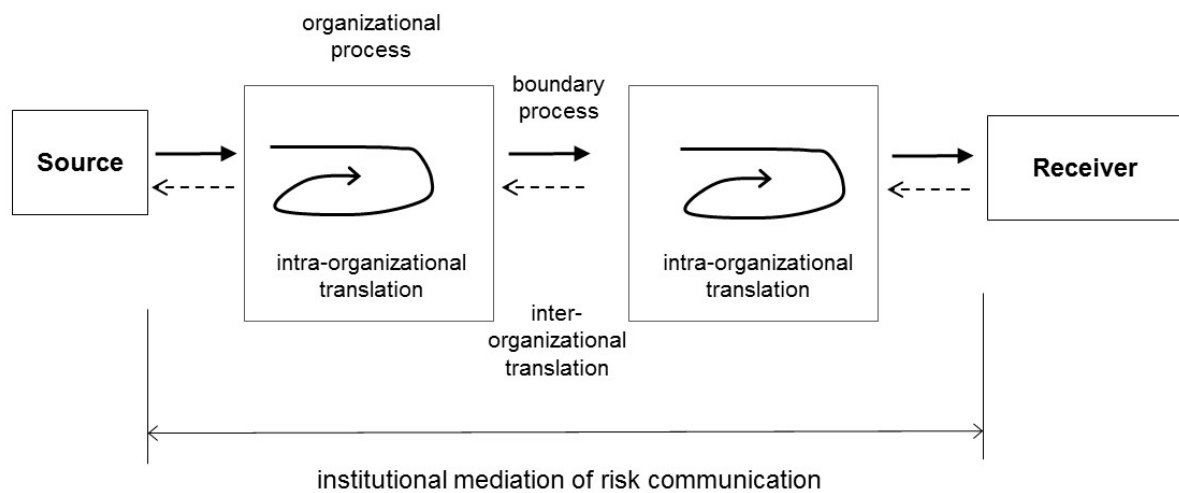 organizational
process
boundary
process
Source
intra-organizational
translation
inter-
organizational
translation
intra-organizational
translation
Receiver
institutional mediation of risk communication